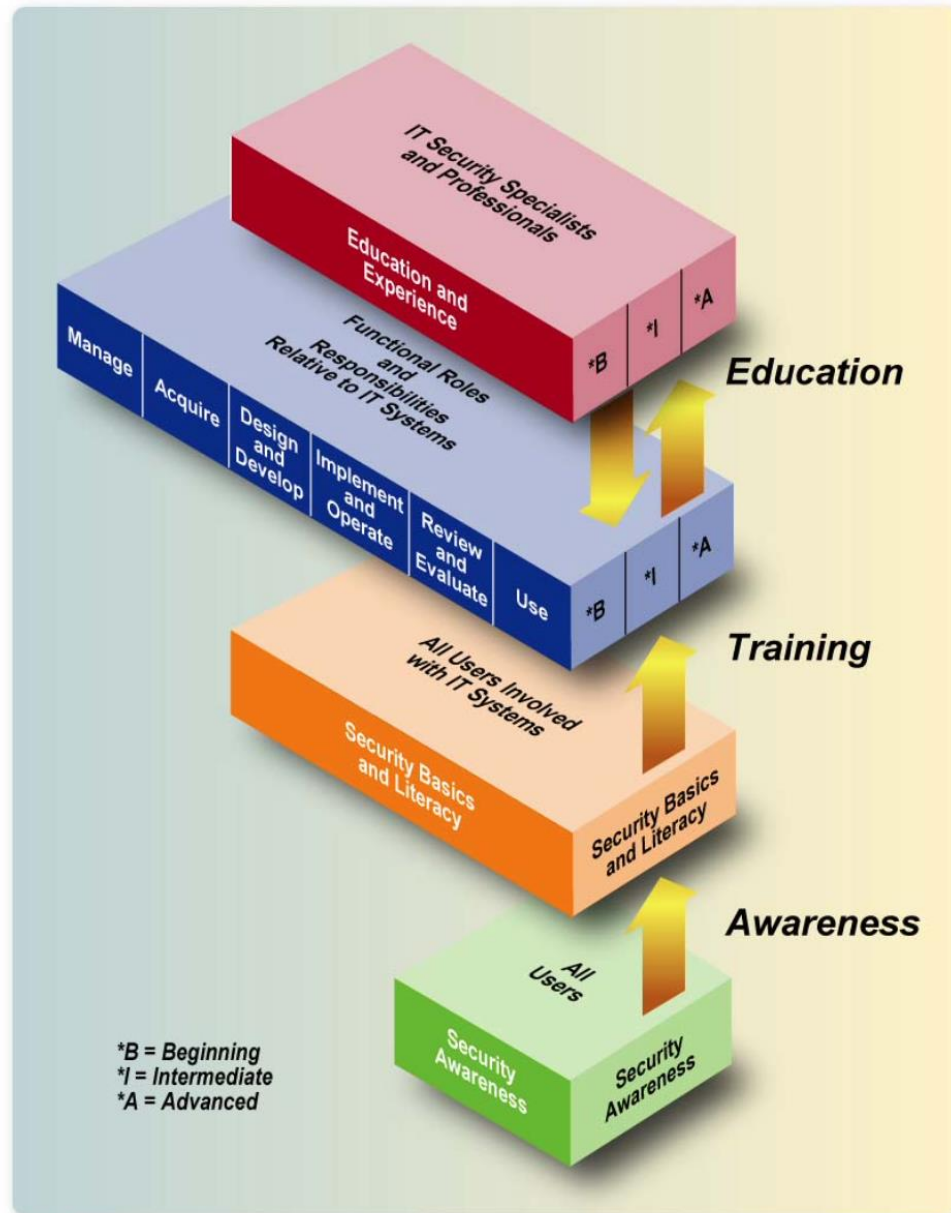 IT Security Specialists
and Professionals
Education and
Experience
*B
*I
*A
Education
Functional Roles
and
Responsibilities
Relative to IT Systems
Manage
Acquire
Design
and
Develop
Implement
and
Operate
Review
and
Evaluate
Use
*B
*I
*A
Training
All Users Involved
with IT Systems
Security Basics
and Literacy
Security Basics
and Literacy
Awareness
All
Users
Security
Awareness
Security
Awareness
*B = Beginning
*I = Intermediate
*A = Advanced